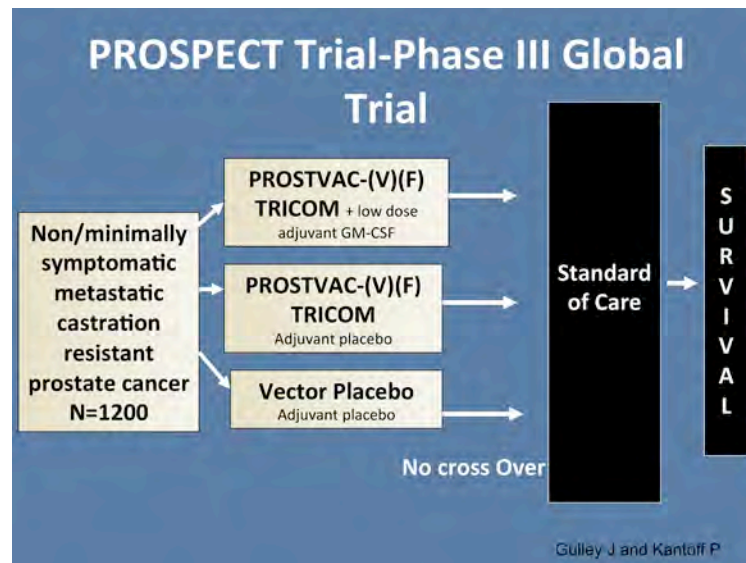 PROSPECT Trial-Phase III Global
Trial
Non/minimally
symptomatic
metastatic
castration
resistant
prostate cancer
N=1200
PROSTVAC-(V)(F)
TRICOM + low dose
adjuvant GM-CSF
PROSTVAC-(V)(F)
TRICOM
Adjuvant placebo
Vector Placebo
Adjuvant placebo
No cross Over
Standard
of Care
S
U
R
V
I
V
A
L
Gulley J and Kantoff P